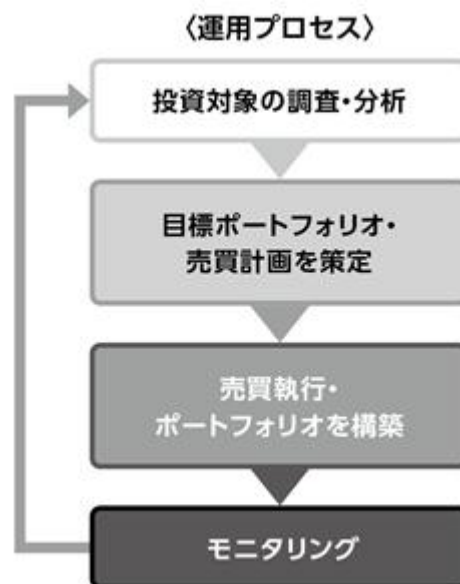 〈運用プロセス〉
投資対象の調査・分析
目標ポートフォリオ・
売買計画を策定
売買執行・
ポートフォリオを構築
モニタリング